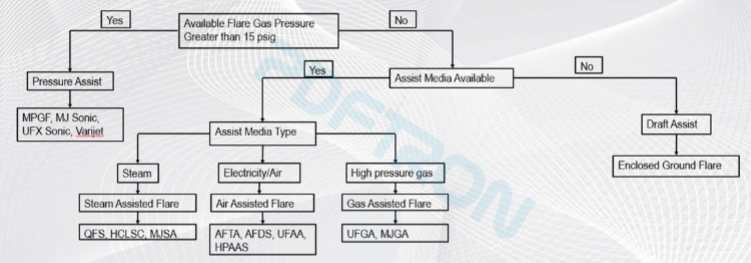 Yes
Available Flare Gas Pressure
Greater than 15 psig
No
Pressure Assist
Yes
Assist Media Available
No
MPGF, MJ Sonic,
UFX Sonic, Varijet
Assist Media Type
Draft Assist
Steam
Electricity/Air
High pressure gas
Enclosed Ground Flare
Steam Assisted Flare
Air Assisted Flare
Gas Assisted Flare
QFS, HCLSC, MJSA
AFTA, AFDS, UFAA,
HPAAS
UFGA, MJGA
PDFTRON